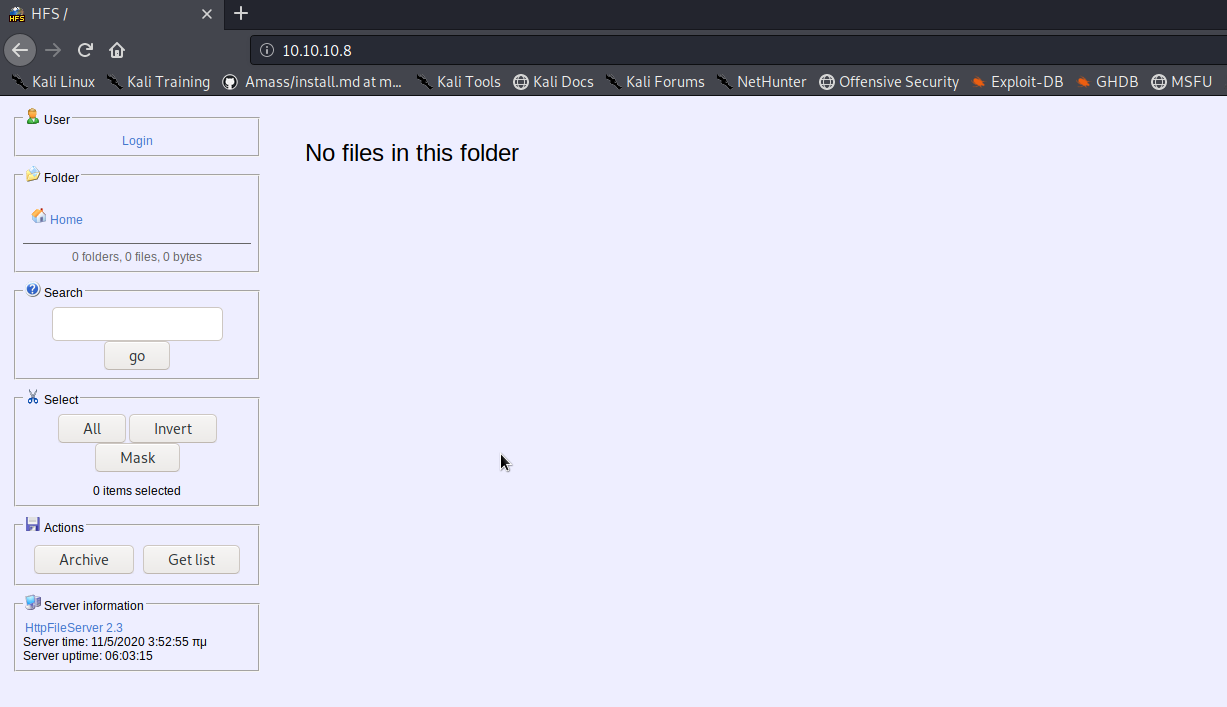 HFS /
10.10.10.8
Kali Linux Kali Training Amass/install.md at m... Kali Tools Kali Docs Kali Forums NetHunter Offensive Security Exploit-DB GHDB MSFU
User
Login
Folder
Home
0 folders, 0 files, 0 bytes
Search
go
Select
All Invert
Mask
0 items selected
Actions
Archive Get list
Server information
HttpFileServer 2.3
Server time: 11/5/2020 3:52:55 πμ
Server uptime: 06:03:15
No files in this folder